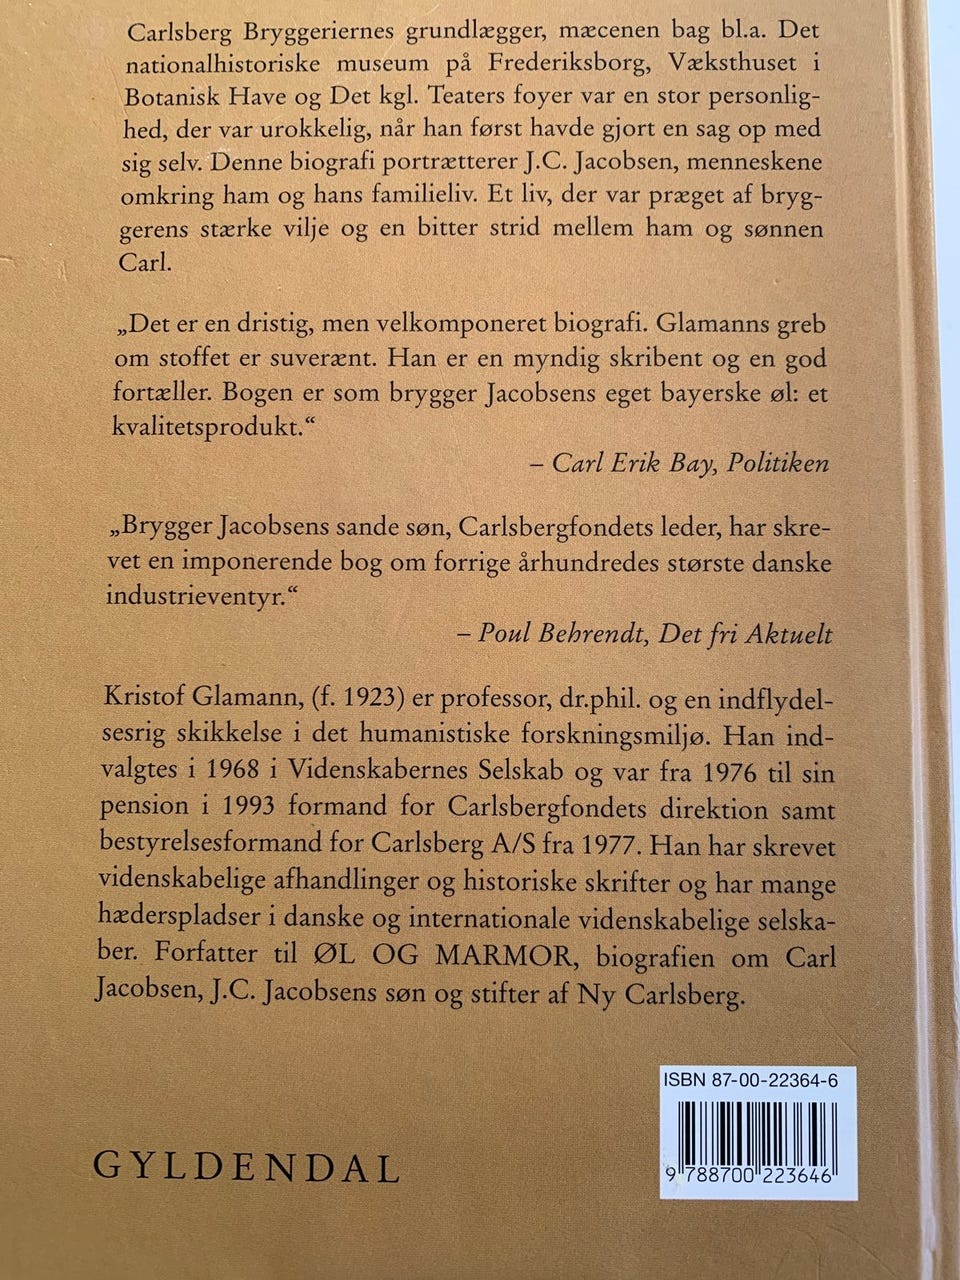 Carlsberg Bryggeriernes grundlægger, mæcenen bag bl.a. Det
nationalhistoriske museum på Frederiksborg, Væksthuset i
Botanisk Have og Det kgl. Teaters foyer var en stor personlig-
hed, der var urokkelig, når han først havde gjort en sag op med
sig selv. Denne biografi portrætterer J.C. Jacobsen, menneskene
omkring ham og hans familieliv. Et liv, der var præget af bryg-
gerens stærke vilje og en bitter strid mellem ham og sønnen
Carl.
„Det er en dristig, men velkomponeret biografi. Glamanns greb
om stoffet er suverænt. Han er en myndig skribent og en god
fortæller. Bogen er som brygger Jacobsens eget bayerske øl: et
kvalitetsprodukt.“
– Carl Erik Bay, Politiken
„Brygger Jacobsens sande søn, Carlsbergfondets leder, har skre-
vet en imponerende bog om forrige århundredes største danske
industrieventyr.“
– Poul Behrendt, Det fri Aktuelt
Kristof Glamann, (f. 1923) er professor, dr.phil. og en indflydel-
sesrig skikkelse i det humanistiske forskningsmiljø. Han ind-
valgtes i 1968 i Videnskabernes Selskab og var fra 1976 til sin
pension i 1993 formand for Carlsbergfondets direktion samt
bestyrelsesformand for Carlsberg A/S fra 1977. Han har skrevet
videnskabelige afhandlinger og historiske skrifter og har mange
hæderspladser i danske og internationale videnskabelige selska-
ber. Forfatter til ØL OG MARMOR, biografien om Carl
Jacobsen, J.C. Jacobsens søn og stifter af Ny Carlsberg.
ISBN 87-00-22364-6
9 788700 223646
GYLDENDAL